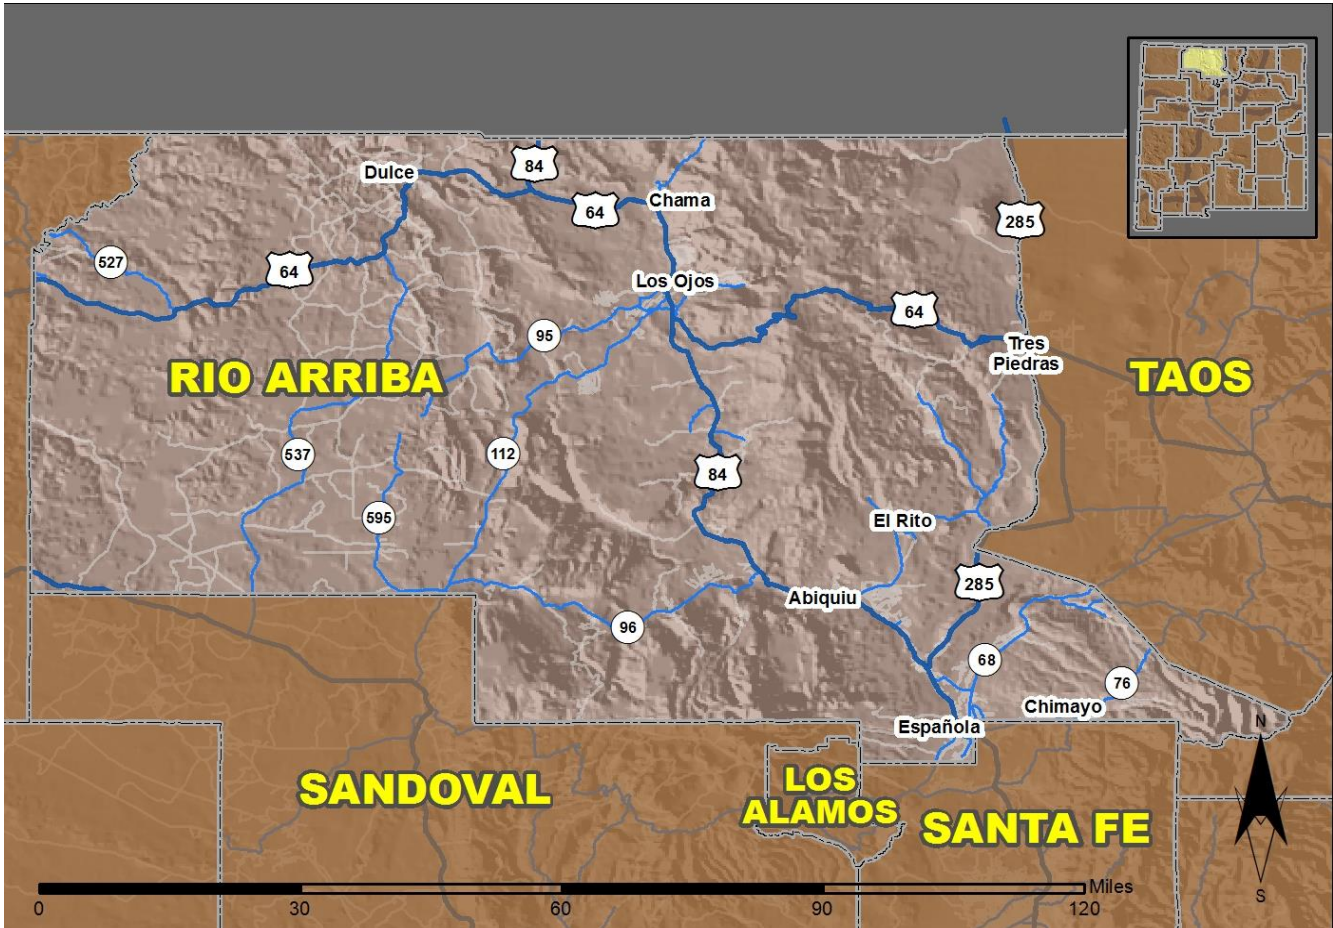 84
Dulce
Chama
64
285
527
64
Los Ojos
64
95
Tres
Piedras
RIO ARRIBA
TAOS
537
112
84
595
El Rito
285
Abiquiu
96
68
76
Chimayo
Española
N
SANDOVAL
LOS
ALAMOS
SANTA FE
Miles
S
0
30
60
90
120